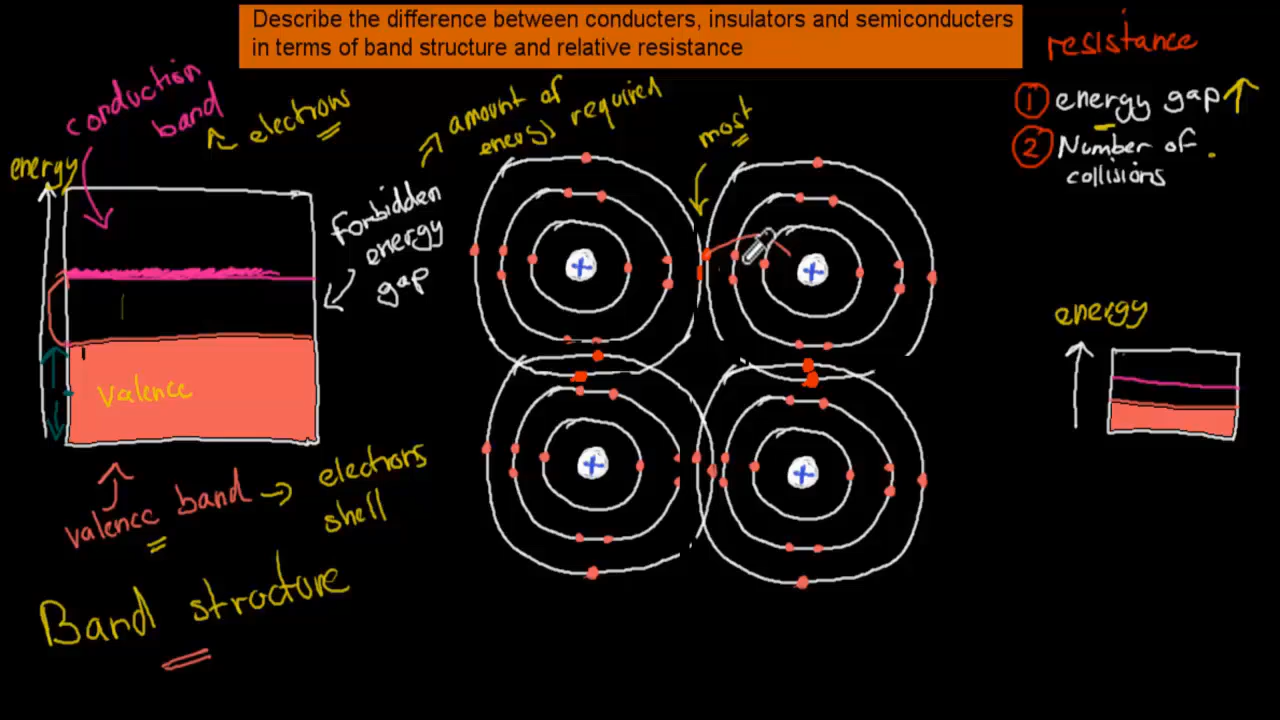 Describe the difference between conducters, insulators and semiconducters
in terms of band structure and relative resistance
resistance
① energy gap ↑
② Number of
collisions
conduction
band
↑ electrons
energy
→ amount of
energy required
Forbidden
energy
gap
most
valence
valence band → electrons
shell
Band structure
energy
+
+
+
+